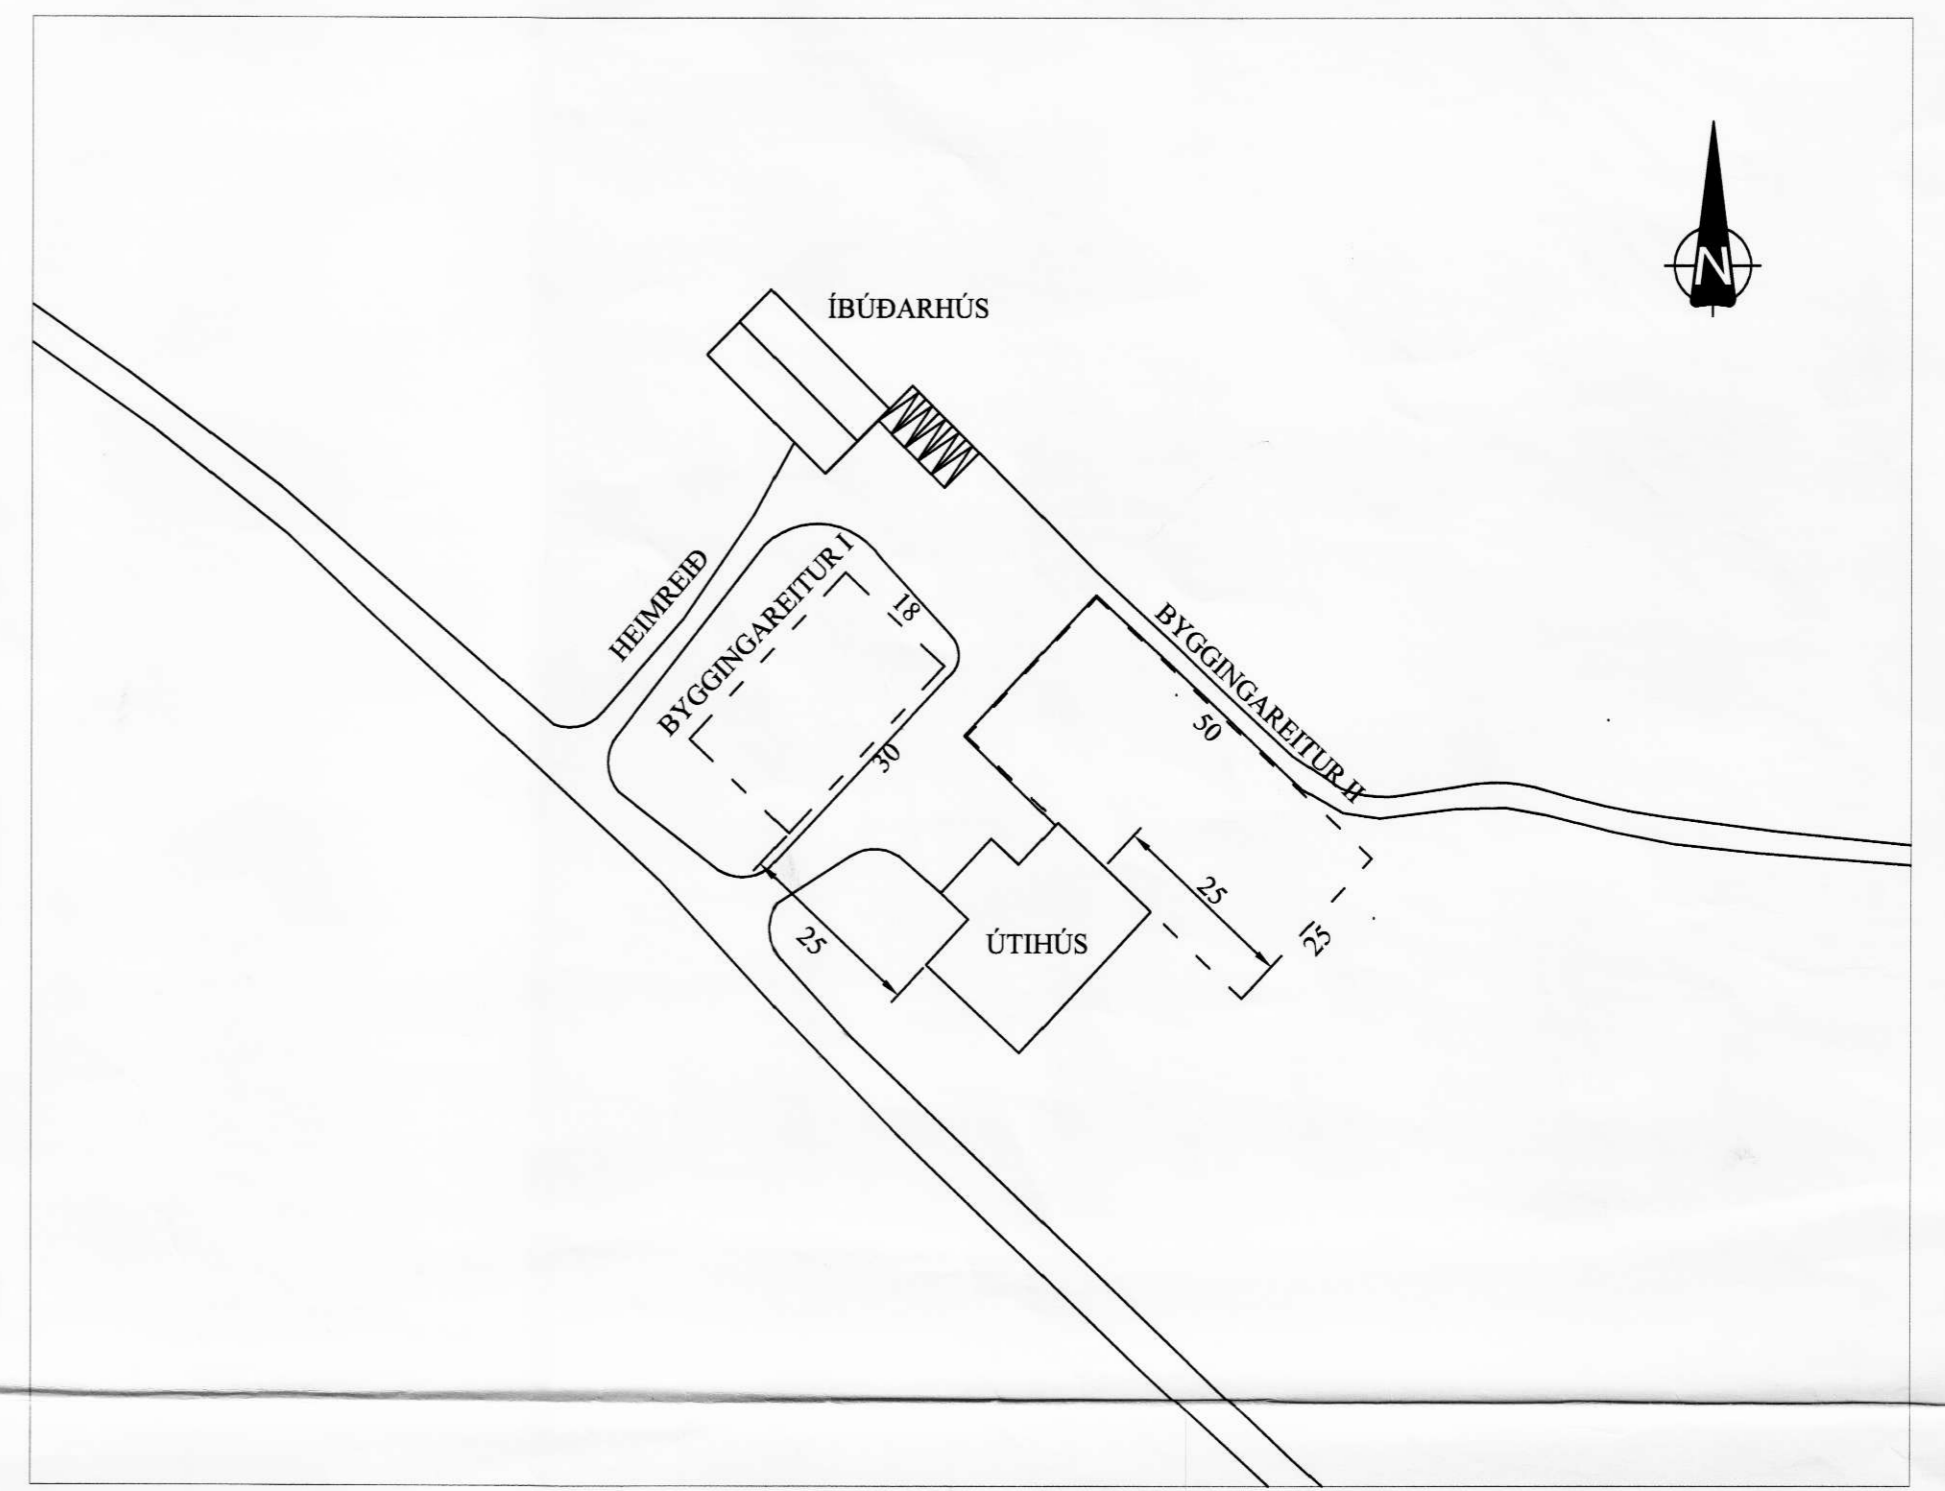 N
ÍBÚÐARHÚS
HEIMREIÐ
BYGGINGAREITUR I
18
30
BYGGINGAREITUR II
50
25
25
25
ÚTIHÚS